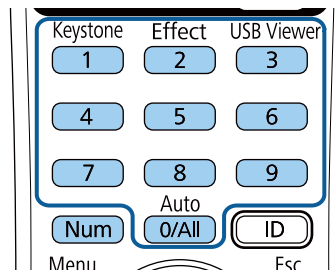 Keystone Effect USB Viewer
1 2 3
4 5 6
7 8 9
Auto
Num 0/All ID
Menu Esc